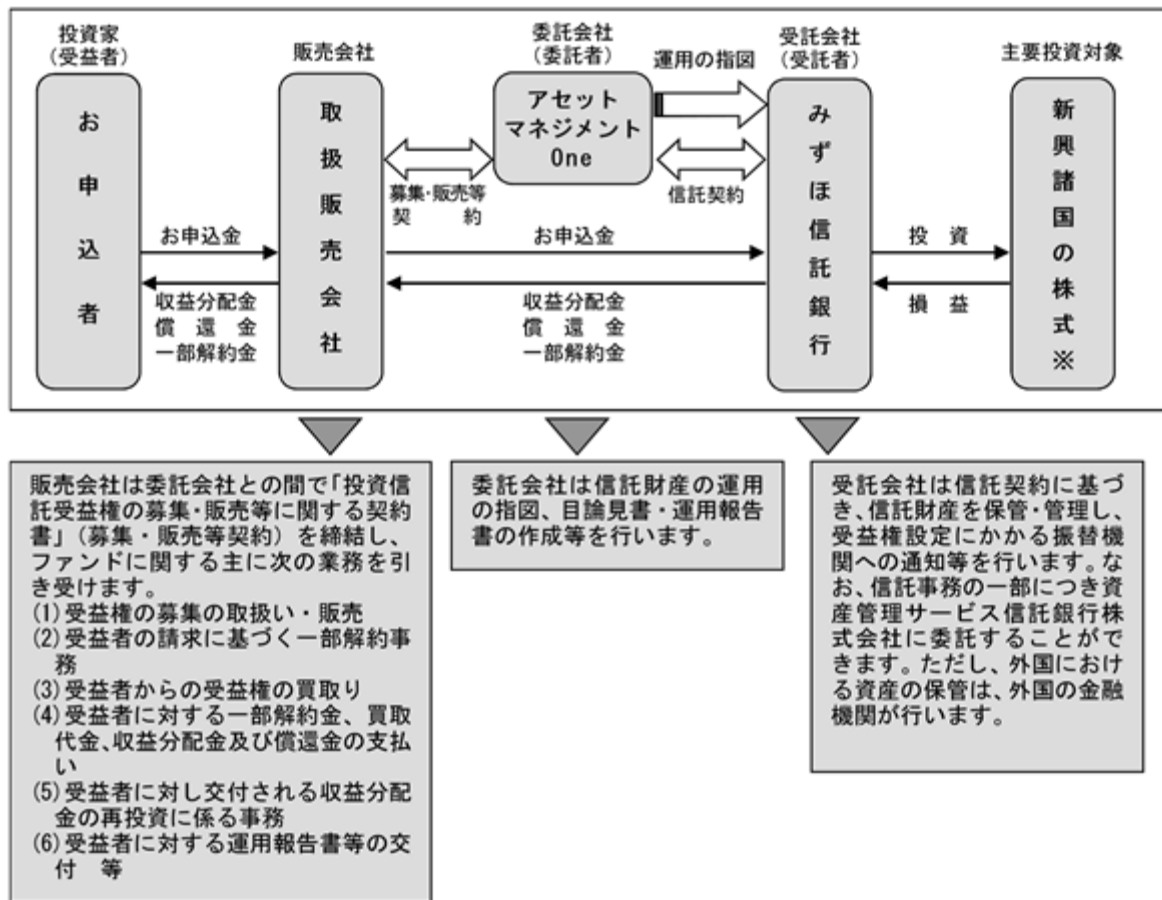 投資家
(受益者)
販売会社
委託会社
(委託者)
運用の指図
受託会社
(受託者)
主要投資対象
お申込者
取扱販売会社
アセット
マネジメント
One
みずほ信託銀行
新興諸国の株式※
募集・販売等
契　　約
信託契約
お申込金
お申込金
投　資
収益分配金
償　還　金
一部解約金
収益分配金
償　還　金
一部解約金
損　益
販売会社は委託会社との間で「投資信
託受益権の募集・販売等に関する契約
書」（募集・販売等契約）を締結し、
ファンドに関する主に次の業務を引
き受けます。
(1)受益権の募集の取扱い・販売
(2)受益者の請求に基づく一部解約事
務
(3)受益者からの受益権の買取り
(4)受益者に対する一部解約金、買取
代金、収益分配金及び償還金の支払
い
(5)受益者に対し交付される収益分配
金の再投資に係る事務
(6)受益者に対する運用報告書等の交
付　等
委託会社は信託財産の運用
の指図、目論見書・運用報告
書の作成等を行います。
受託会社は信託契約に基づ
き、信託財産を保管・管理し、
受益権設定にかかる振替機
関への通知等を行います。な
お、信託事務の一部につき資
産管理サービス信託銀行株
式会社に委託することがで
きます。ただし、外国におけ
る資産の保管は、外国の金融
機関が行います。